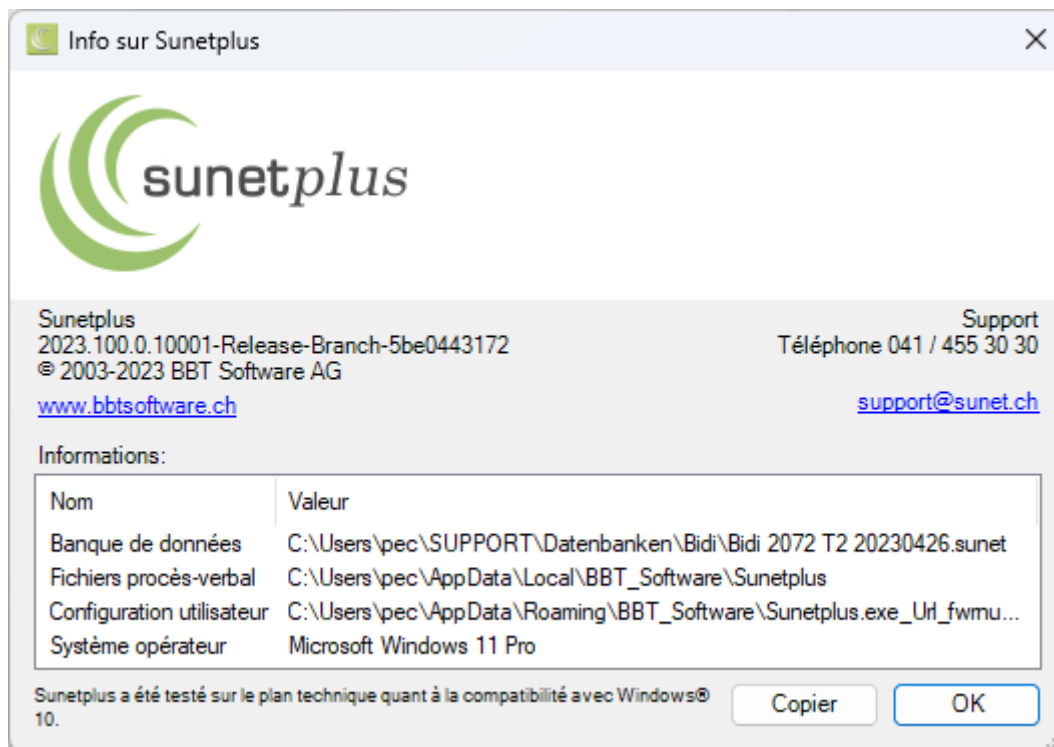 Info sur Sunetplus
sunetplus
Sunetplus
2023.100.0.10001-Release-Branch-5be0443172
© 2003-2023 BBT Software AG
www.bbtsoftware.ch
Support
Téléphone 041 / 455 30 30
support@sunet.ch
Informations:
Nom Valeur
Banque de données C:\Users\pec\SUPPORT\Datenbanken\Bidi\Bidi 2072 T2 20230426.sunet
Fichiers procès-verbal C:\Users\pec\AppData\Local\BBT_Software\Sunetplus
Configuration utilisateur C:\Users\pec\AppData\Roaming\BBT_Software\Sunetplus.exe_Url_fwrnu...
Système opérateur Microsoft Windows 11 Pro
Sunetplus a été testé sur le plan technique quant à la compatibilité avec Windows®
10.
Copier OK